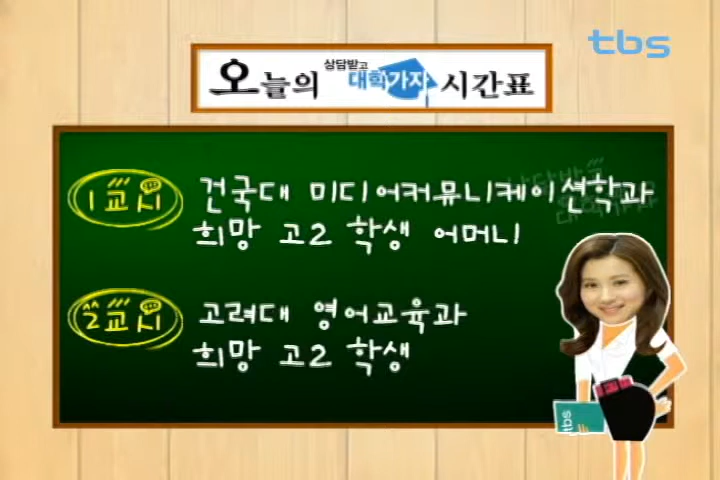 tbs
오늘의 상담받고 대학가자 시간표
1교시 건국대 미디어커뮤니케이션학과
희망 고2 학생 어머니
2교시 고려대 영어교육과
희망 고2 학생
tbs